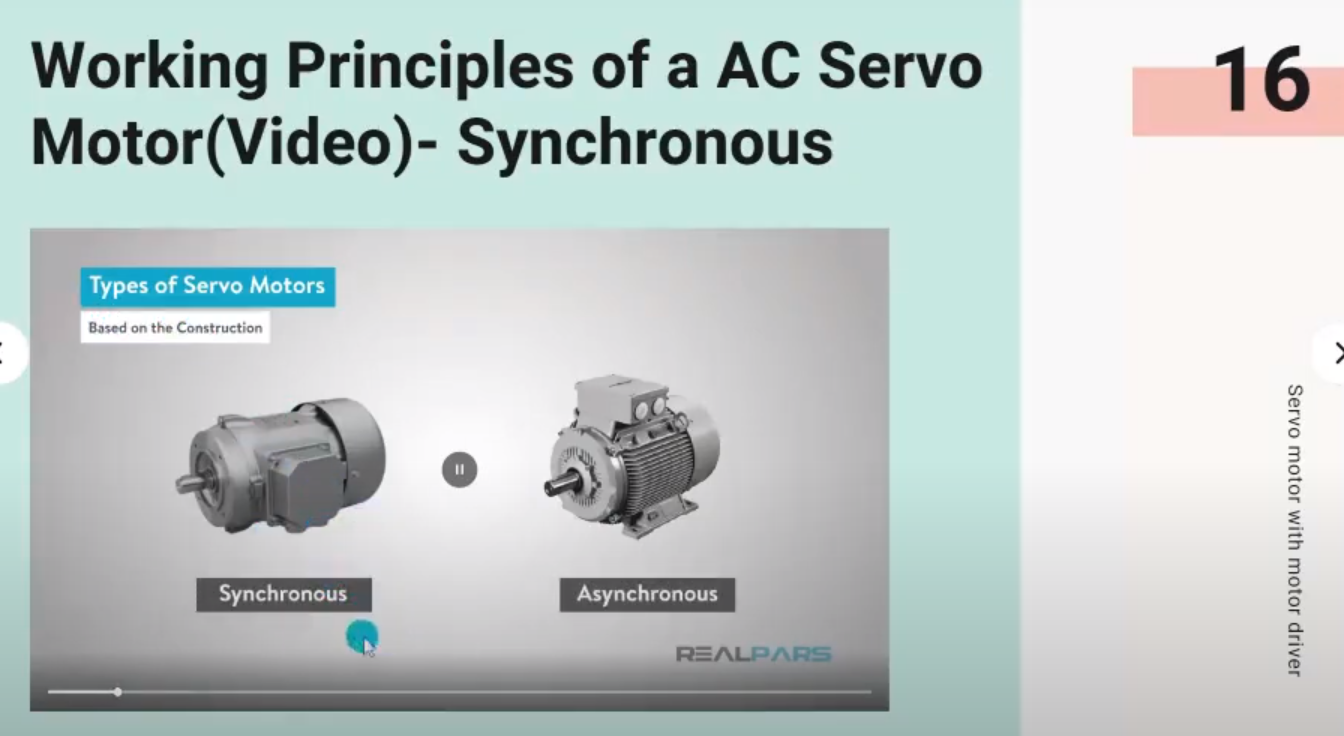 Working Principles of a AC Servo
Motor(Video)- Synchronous
16
Types of Servo Motors
Based on the Construction
Synchronous
Asynchronous
REALPARS
Servo motor with motor driver